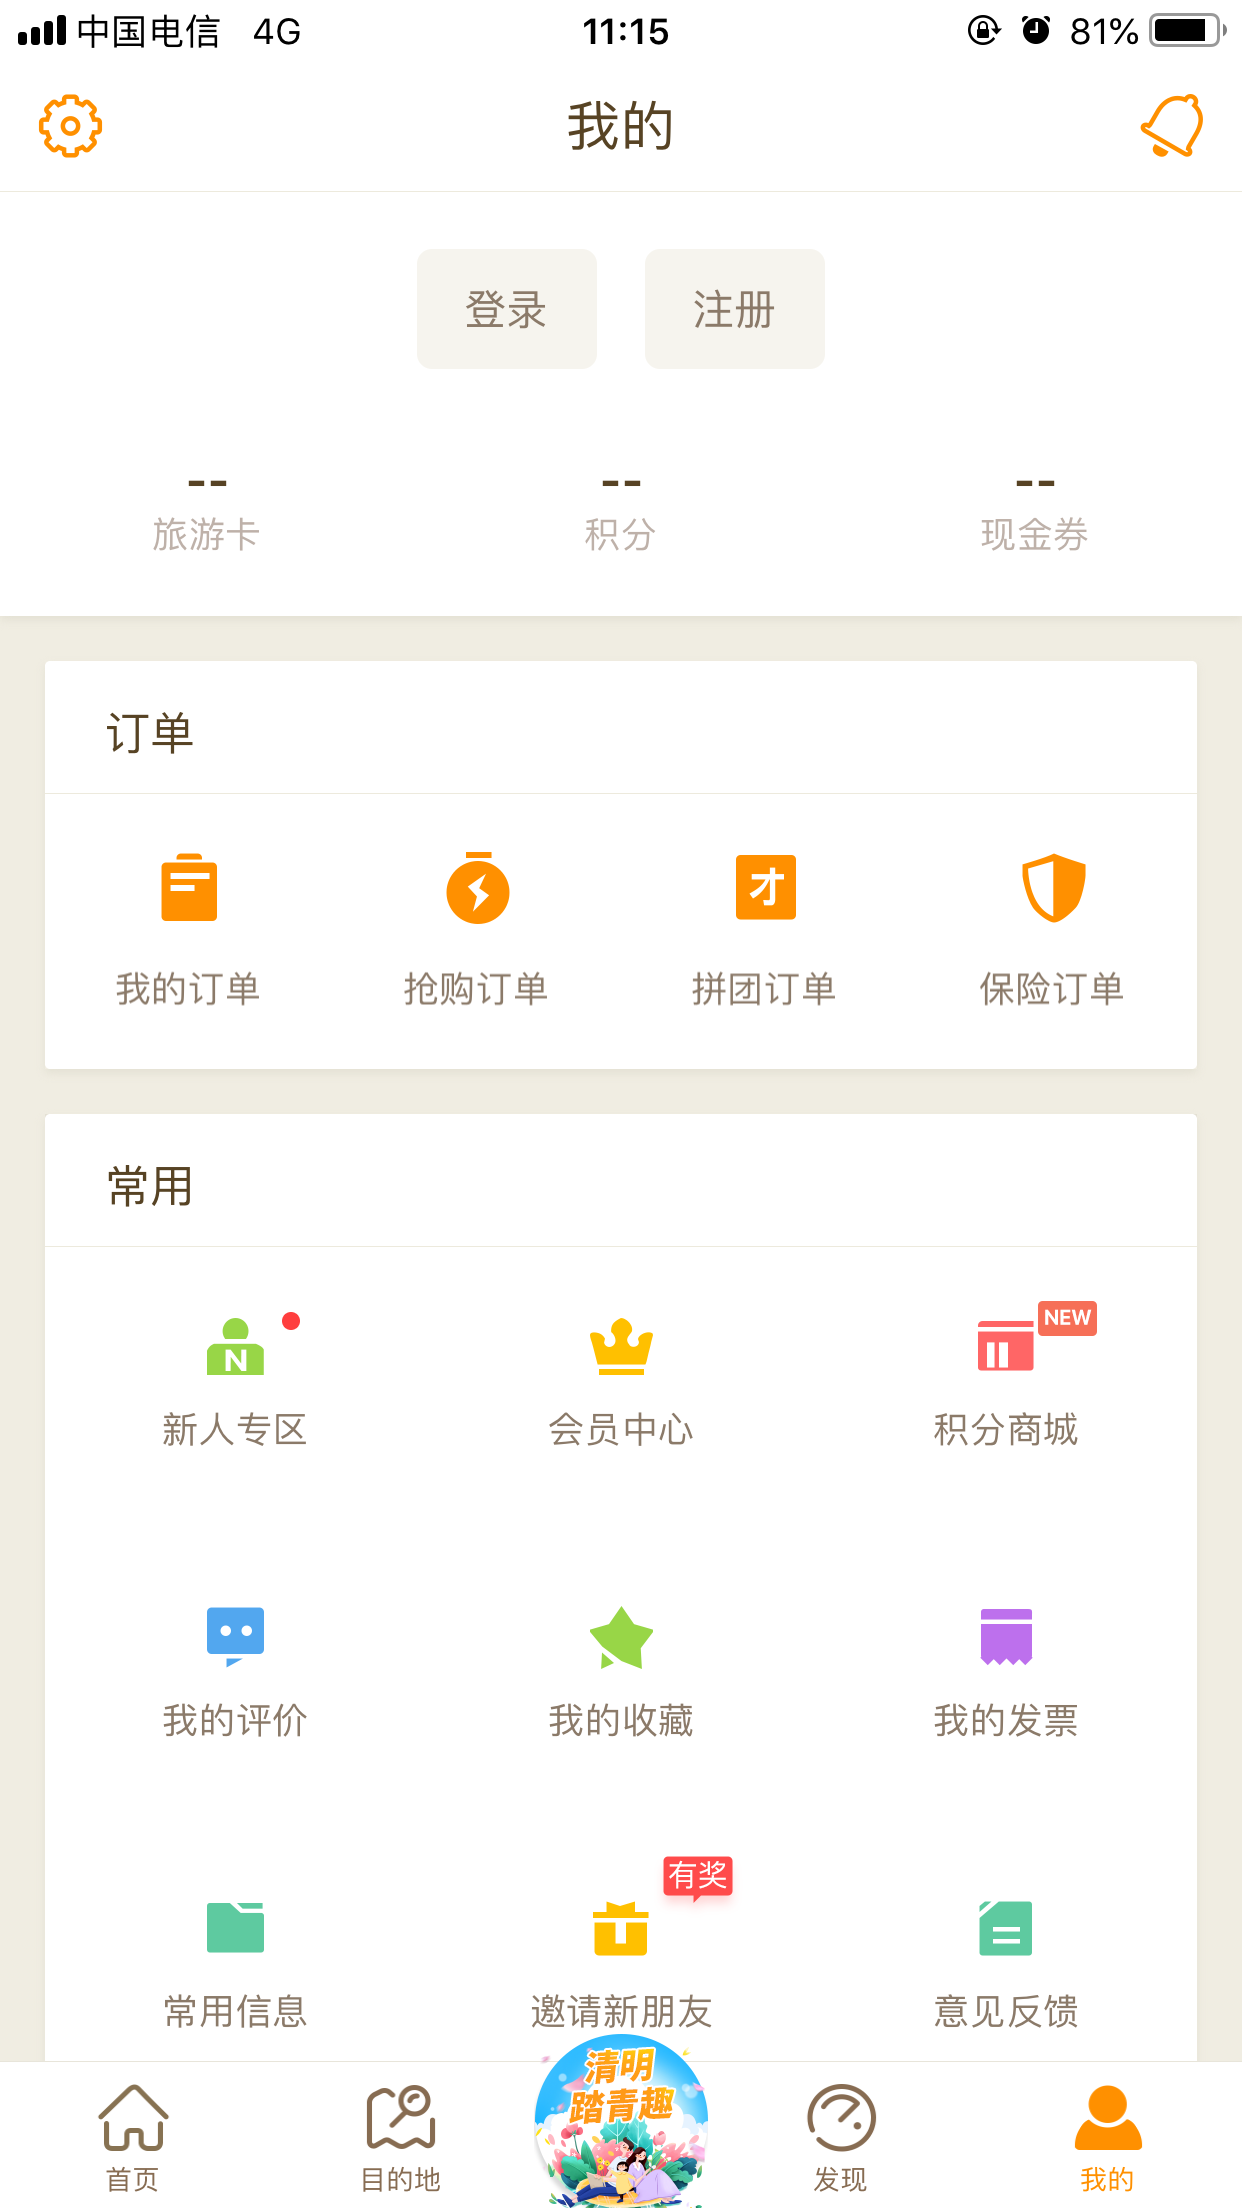 中国电信 4G 11:15 81%
我的
登录 注册
-- -- --
旅游卡 积分 现金券
订单
才
我的订单 抢购订单 拼团订单 保险订单
常用
N NEW
新人专区 会员中心 积分商城
我的评价 我的收藏 我的发票
有奖
常用信息 邀请新朋友 意见反馈
清明
踏青趣
首页 目的地 发现 我的